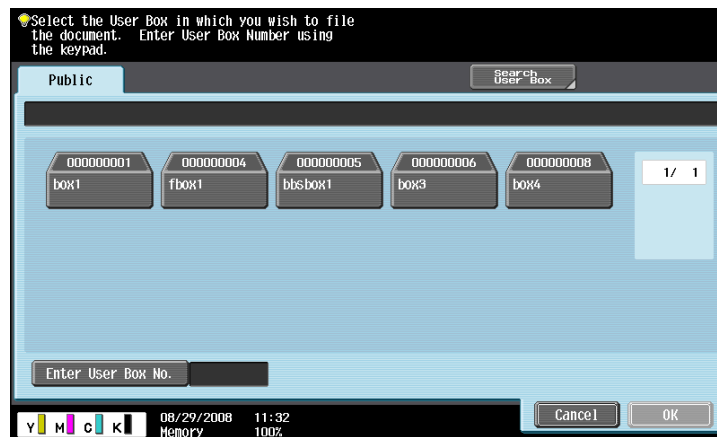 Select the User Box in which you wish to file
the document.  Enter User Box Number using
the keypad.
Public
Search
User Box
000000001
box1
000000004
fbox1
000000005
bbsbox1
000000006
box3
000000008
box4
1/ 1
Enter User Box No.
Y M C K
08/29/2008 11:32
Memory 100%
Cancel
OK